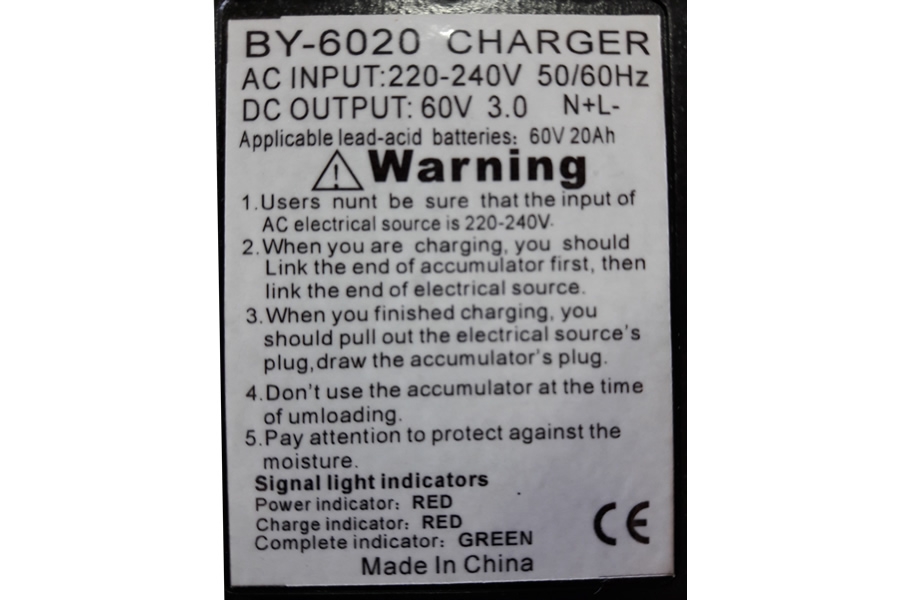 BY-6020 CHARGER
AC INPUT:220-240V 50/60Hz
DC OUTPUT: 60V 3.0 N+L-
Applicable lead-acid batteries: 60V 20Ah
Warning
1.Users nunt be sure that the input of
AC electrical source is 220-240V.
2.When you are charging, you should
Link the end of accumulator first, then
link the end of electrical source.
3.When you finished charging, you
should pull out the electrical source's
plug,draw the accumulator's plug.
4.Don't use the accumulator at the time
of umloading.
5.Pay attention to protect against the
moisture.
Signal light indicators
Power indicator: RED
Charge indicator: RED
Complete indicator: GREEN
CE
Made In China